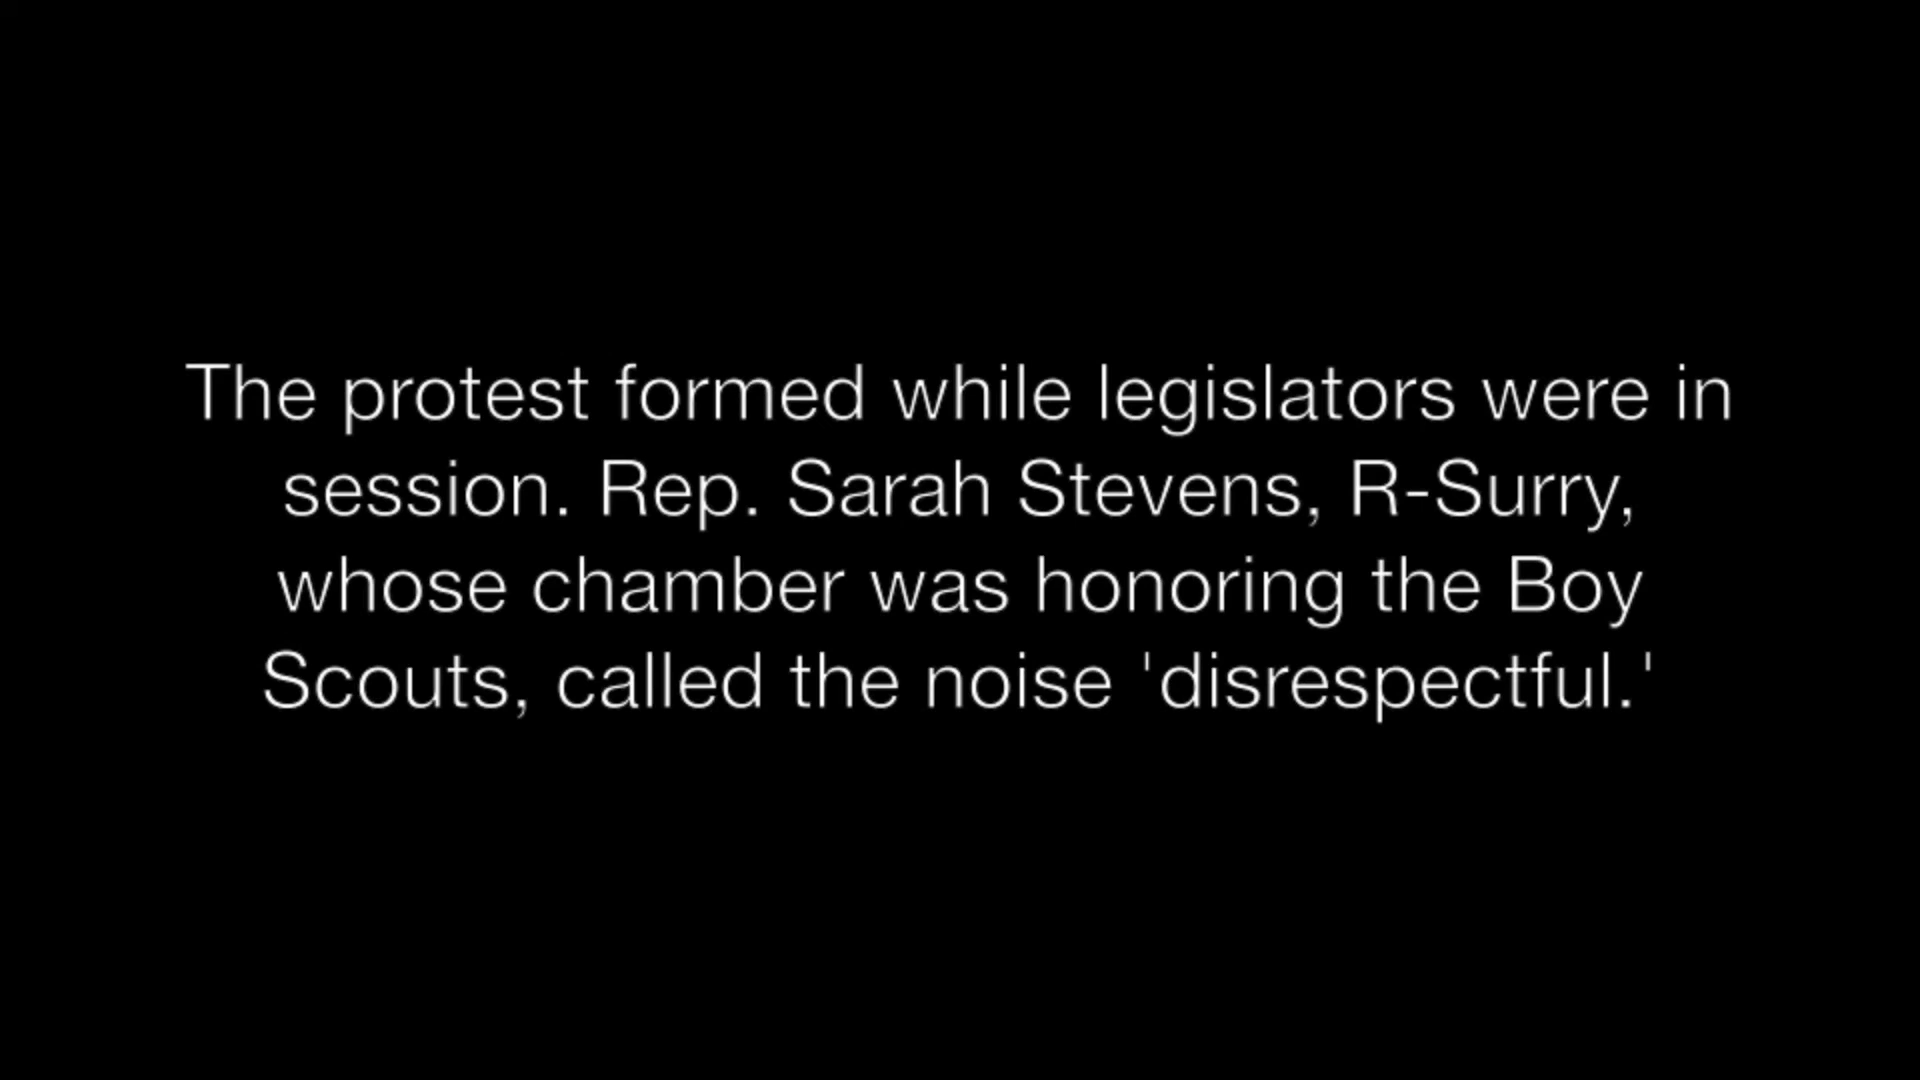 The protest formed while legislators were in
session. Rep. Sarah Stevens, R-Surry,
whose chamber was honoring the Boy
Scouts, called the noise 'disrespectful.'